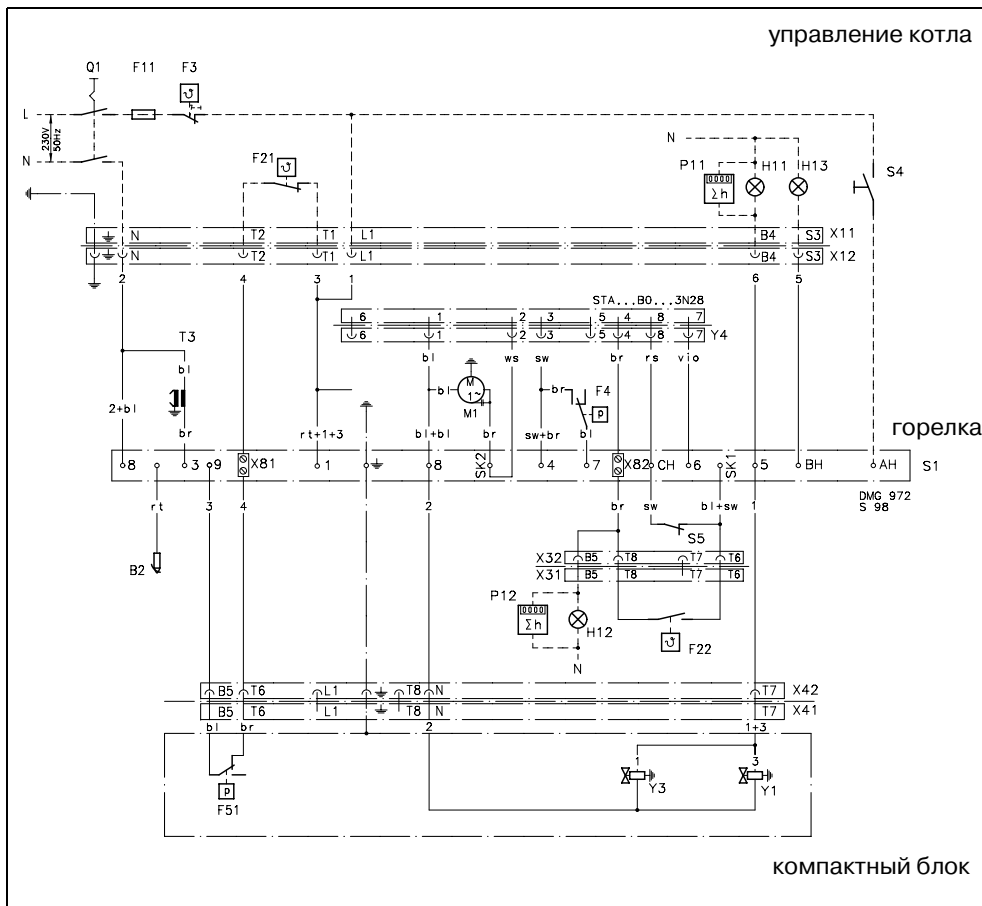 управление котла
Q1 F11 F3
L
230V
50Hz
N
F21
N
P11 H11 H13 S4
Σh
N T2 T1 L1 B4 S3 X11
N T2 T1 L1 B4 S3 X12
2 4 3 1 6 5
STA...B0...3N28
6 1 2 3 5 4 8 7
6 1 2 3 5 4 8 7 Y4
T3 bl ws sw br rs vio
bl bl M 1~ br F4
M1 p
2+bl br rt+1+3 bl+bl br sw+br bl
горелка
8 3 9 X81 1 8 SK2 4 7 X82 CH 6 SK1 5 BH AH S1
DMG 972
S 98
rt 3 4 2 br sw bl+sw 1
S5
B2
X32 B5 T8 T7 T6
X31 B5 T8 T7 T6
P12
Σh H12 F22
N
B5 T6 L1 T8 N T7 X42
B5 T6 L1 T8 N T7 X41
bl br 2 1+3
1 3
p Y3 Y1
F51
компактный блок